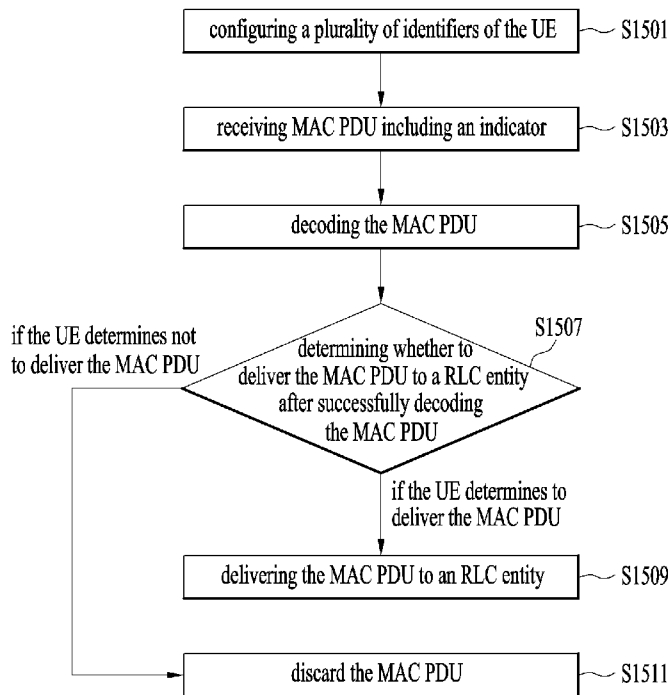 configuring a plurality of identifiers of the UE
S1501
receiving MAC PDU including an indicator
S1503
decoding the MAC PDU
S1505
if the UE determines not
to deliver the MAC PDU
S1507
determining whether to
deliver the MAC PDU to a RLC entity
after successfully decoding
the MAC PDU
if the UE determines to
deliver the MAC PDU
delivering the MAC PDU to an RLC entity
S1509
discard the MAC PDU
S1511